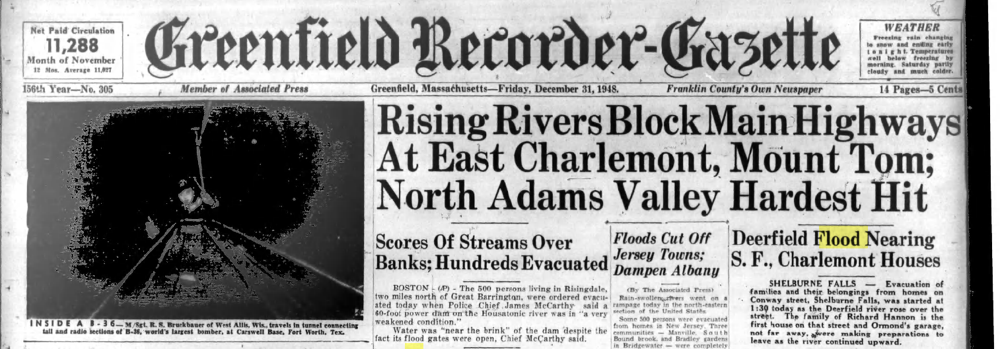 Net Paid Circulation
11,288
Month of November
12 Mos. Average 11,027
Greenfield Recorder-Gazette
WEATHER
Freezing rain changing
to snow and ending early
tonight. Temperatures
well below freezing by
morning. Saturday partly
cloudy and much colder.
156th Year—No. 305
Member of Associated Press
Greenfield, Massachusetts—Friday, December 31, 1948.
Franklin County's Own Newspaper
14 Pages—5 Cents
INSIDE A B-36—M/Sgt. R. S. Bruckbauer of West Allis, Wis., travels in tunnel connecting
tail and radio sections of B-36, world's largest bomber, at Carswell Base, Fort Worth, Tex.
Rising Rivers Block Main Highways
At East Charlemont, Mount Tom;
North Adams Valley Hardest Hit
Scores Of Streams Over
Banks; Hundreds Evacuated
BOSTON - (AP) - The 500 persons living in Risingdale,
two miles north of Great Barrington, were ordered evacu-
ated today when Police Chief James McCarthy said a
60-foot power dam on the Housatonic river was in "a very
weakened condition."
Water was "near the brink" of the dam despite the
fact its flood gates were open, Chief McCarthy said.
Floods Cut Off
Jersey Towns;
Dampen Albany
(By The Associated Press)
Rain-swollen rivers went on a
rampage today in the north-eastern
section of the United States.
Some 500 persons were evacuated
from homes in New Jersey. Three
communities — Manville, South
Bound brook, and Bradley gardens
in Bridgewater — were completely
Deerfield Flood Nearing
S. F., Charlemont Houses
SHELBURNE FALLS — Evacuation of
families and their belongings from homes on
Conway street, Shelburne Falls, was started at
1:30 today as the Deerfield river rose over the
street. The family of Richard Hannon is the
first house on that street and Ormond's garage,
not far away, were making preparations to
leave as the river continued upward.